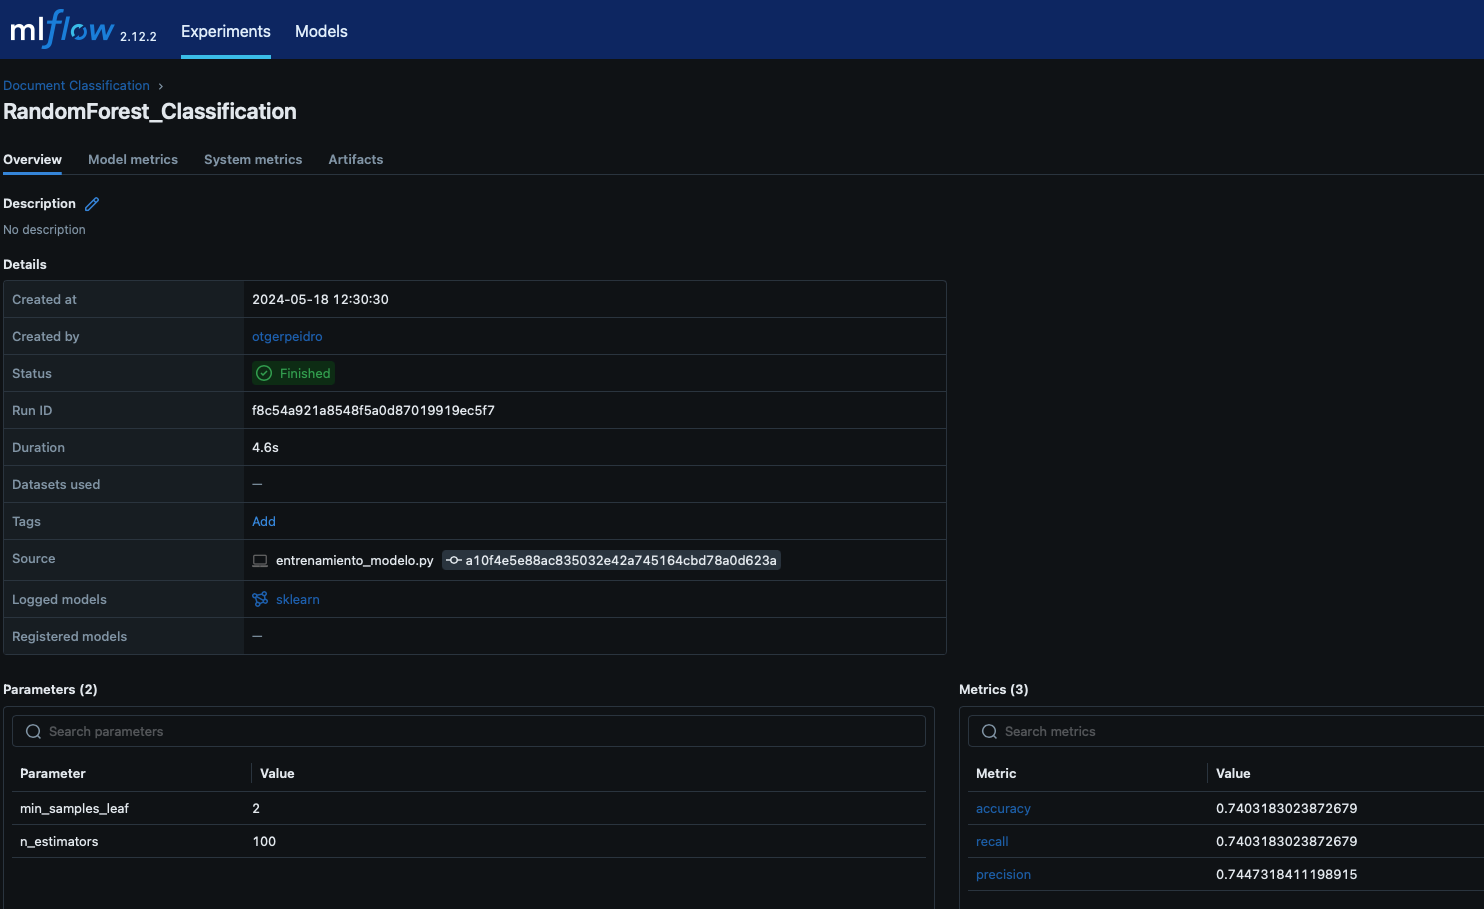 mlflow 2.12.2 Experiments Models
Document Classification ›
RandomForest_Classification
Overview Model metrics System metrics Artifacts
Description
No description
Details
Created at 2024-05-18 12:30:30
Created by otgerpeidro
Status Finished
Run ID f8c54a921a8548f5a0d87019919ec5f7
Duration 4.6s
Datasets used —
Tags Add
Source entrenamiento_modelo.py a10f4e5e88ac835032e42a745164cbd78a0d623a
Logged models sklearn
Registered models —
Parameters (2)
Search parameters
Parameter Value
min_samples_leaf 2
n_estimators 100
Metrics (3)
Search metrics
Metric Value
accuracy 0.7403183023872679
recall 0.7403183023872679
precision 0.7447318411198915